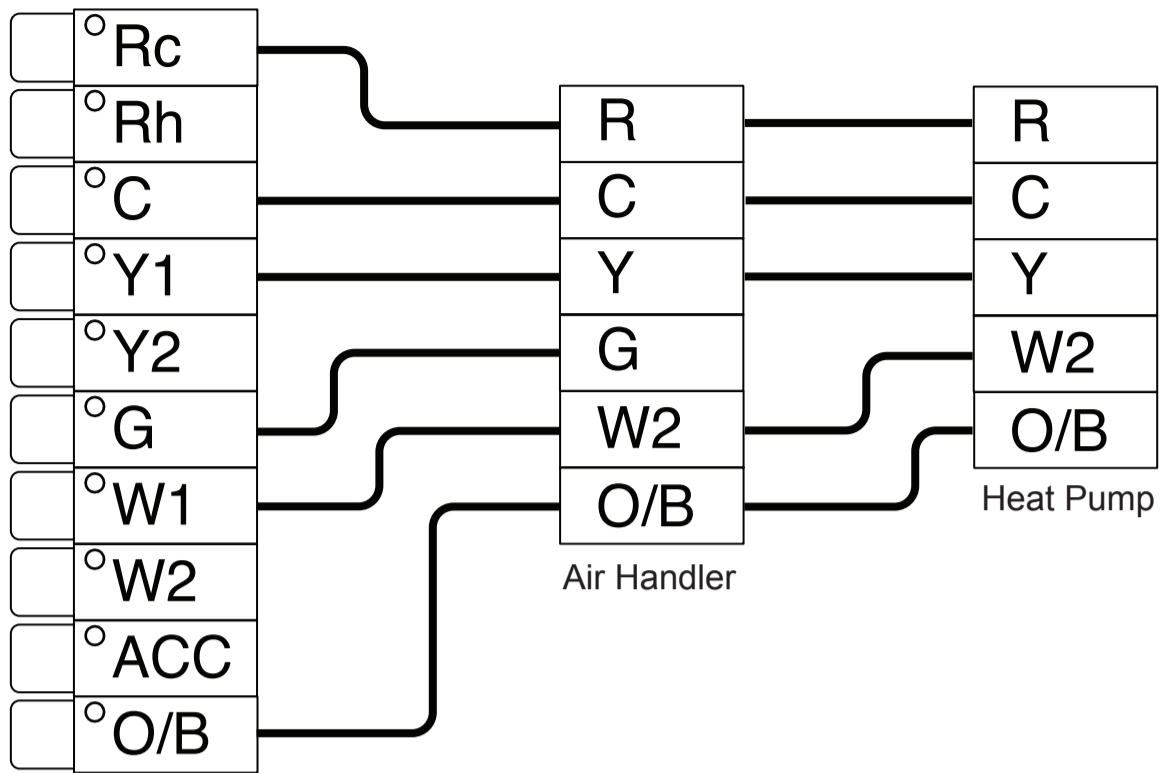 Rc
Rh
C
Y1
Y2
G
W1
W2
ACC
O/B
R
C
Y
G
W2
O/B
Air Handler
R
C
Y
W2
O/B
Heat Pump